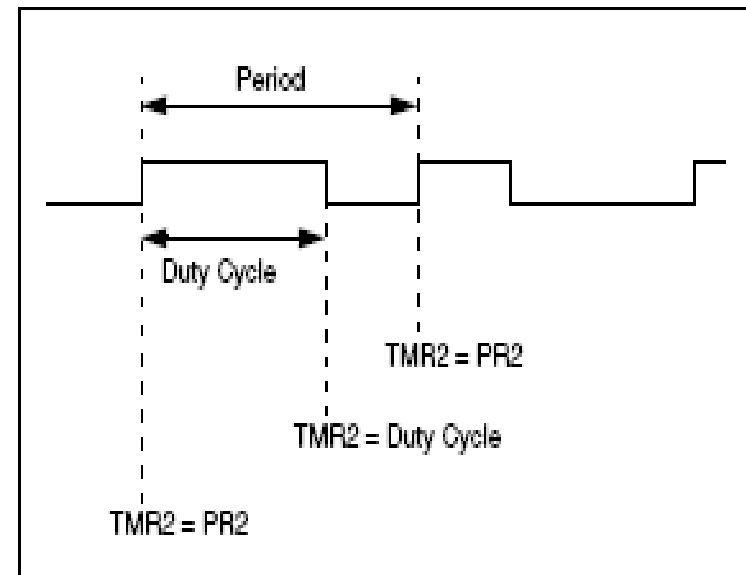 Period
Duty Cycle
TMR2 = PR2
TMR2 = Duty Cycle
TMR2 = PR2